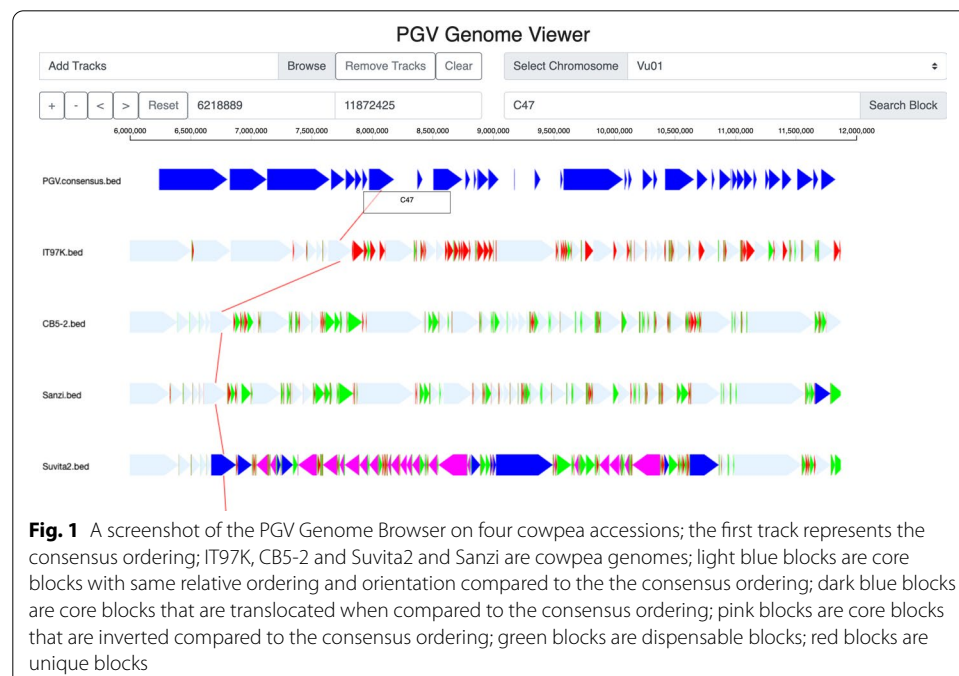 PGV Genome Viewer
Add Tracks Browse Remove Tracks Clear Select Chromosome Vu01
+ - < > Reset 6218889 11872425 C47 Search Block
6,000,000 6,500,000 7,000,000 7,500,000 8,000,000 8,500,000 9,000,000 9,500,000 10,000,000 10,500,000 11,000,000 11,500,000 12,000,000
PGV.consensus.bed
C47
IT97K.bed
CB5-2.bed
Sanzi.bed
Suvita2.bed
Fig. 1 A screenshot of the PGV Genome Browser on four cowpea accessions; the first track represents the
consensus ordering; IT97K, CB5-2 and Suvita2 and Sanzi are cowpea genomes; light blue blocks are core
blocks with same relative ordering and orientation compared to the the consensus ordering; dark blue blocks
are core blocks that are translocated when compared to the consensus ordering; pink blocks are core blocks
that are inverted compared to the consensus ordering; green blocks are dispensable blocks; red blocks are
unique blocks